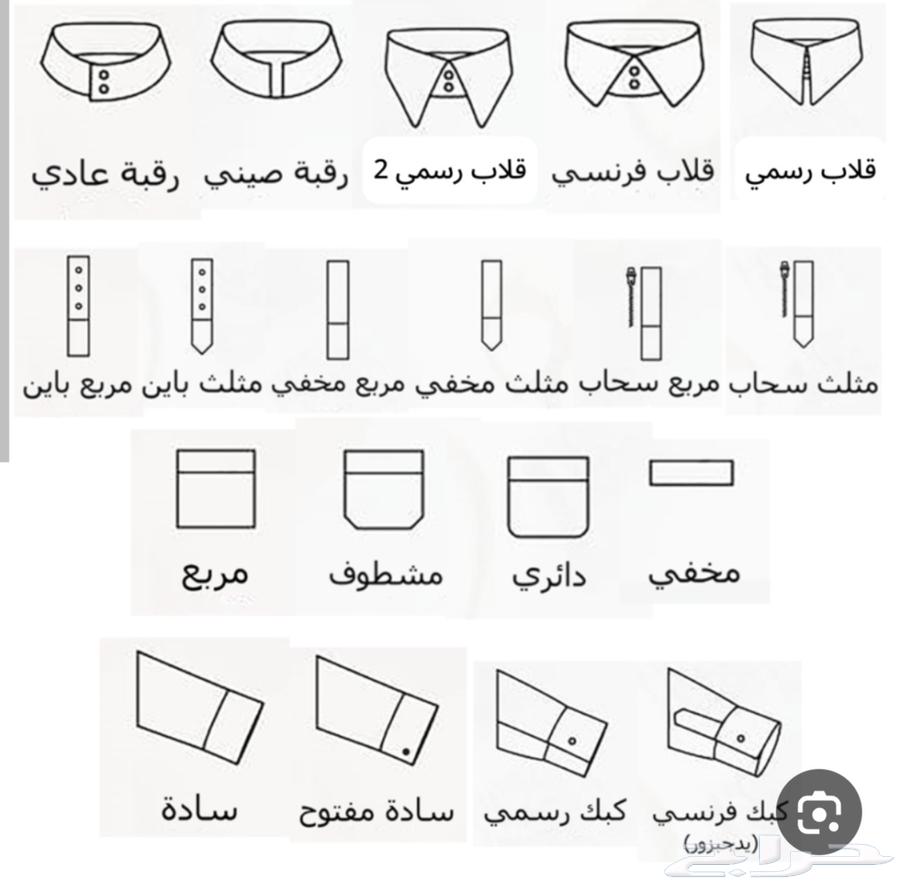 قلاب رسمي
قلاب فرنسي
قلاب رسمي 2
رقبة صيني
رقبة عادي
مثلث سحاب
مربع سحاب
مثلث مخفي
مربع مخفي
مثلث باين
مربع باين
مخفي
دائري
مشطوف
مربع
كبك فرنسي
(يدجبزور)
كبك رسمي
سادة مفتوح
سادة
حراج